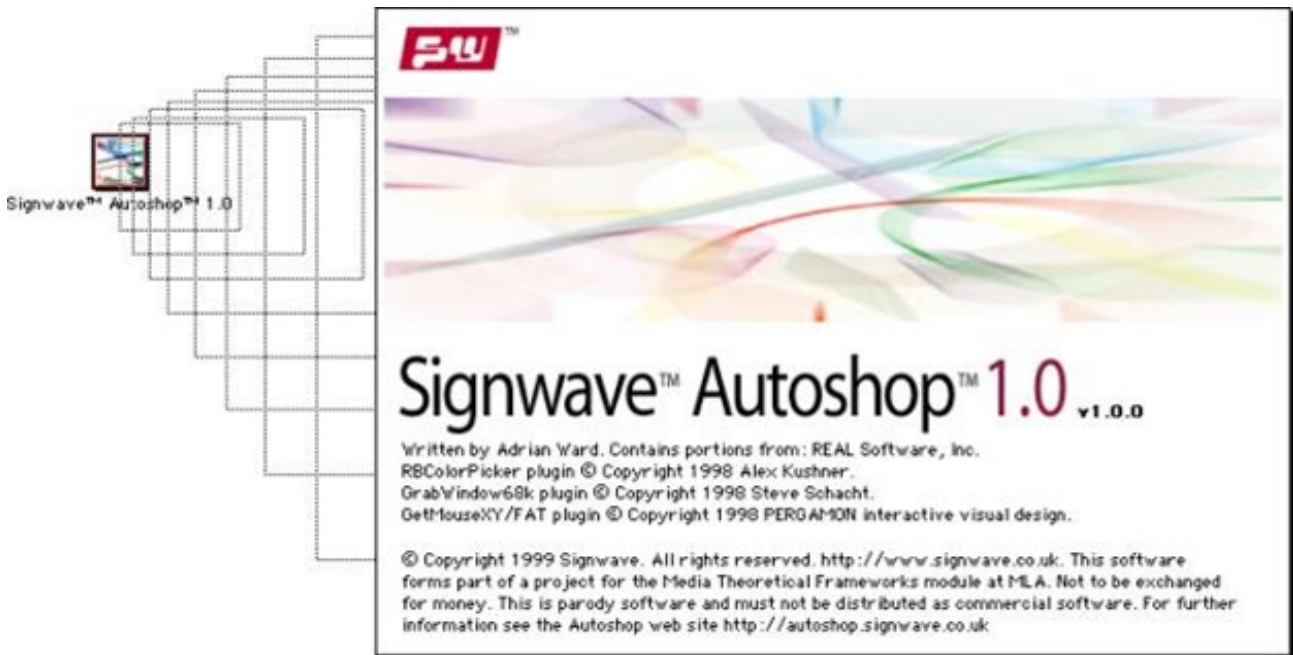 SW™
Signwave™ Autoshop™ 1.0
Signwave™ Autoshop™ 1.0 v1.0.0
Written by Adrian Ward. Contains portions from: REAL Software, Inc.
RBColorPicker plugin © Copyright 1998 Alex Kushner.
GrabWindow68k plugin © Copyright 1998 Steve Schacht.
GetMouseXY/FAT plugin © Copyright 1998 PERGAMON interactive visual design.
© Copyright 1999 Signwave. All rights reserved. http://www.signwave.co.uk. This software
forms part of a project for the Media Theoretical Frameworks module at MLA. Not to be exchanged
for money. This is parody software and must not be distributed as commercial software. For further
information see the Autoshop web site http://autoshop.signwave.co.uk